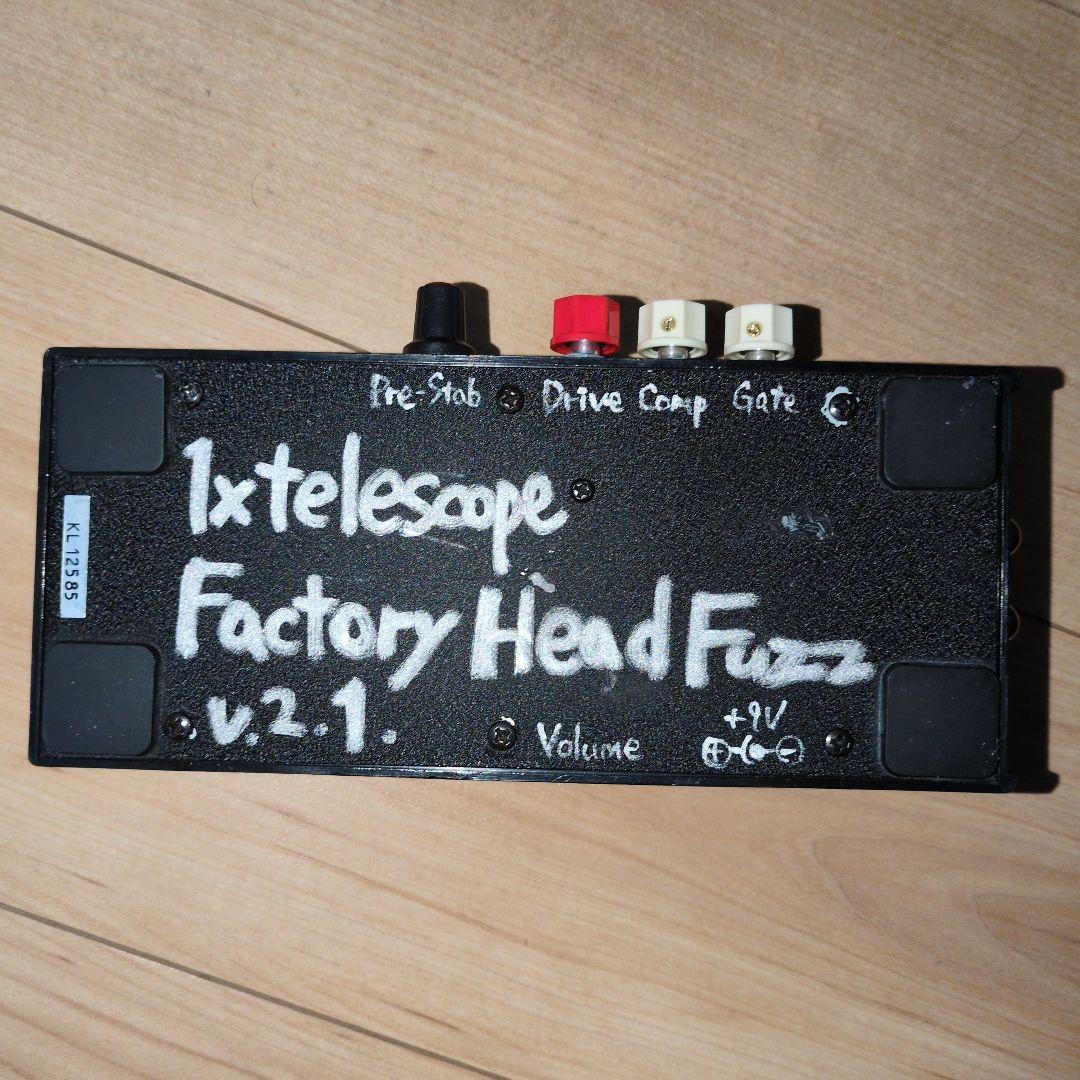 Pre-Stab Drive Comp Gate
1xtelescope
Factory Head Fuzz
v.2.1.
Volume
+9V
KL 12585